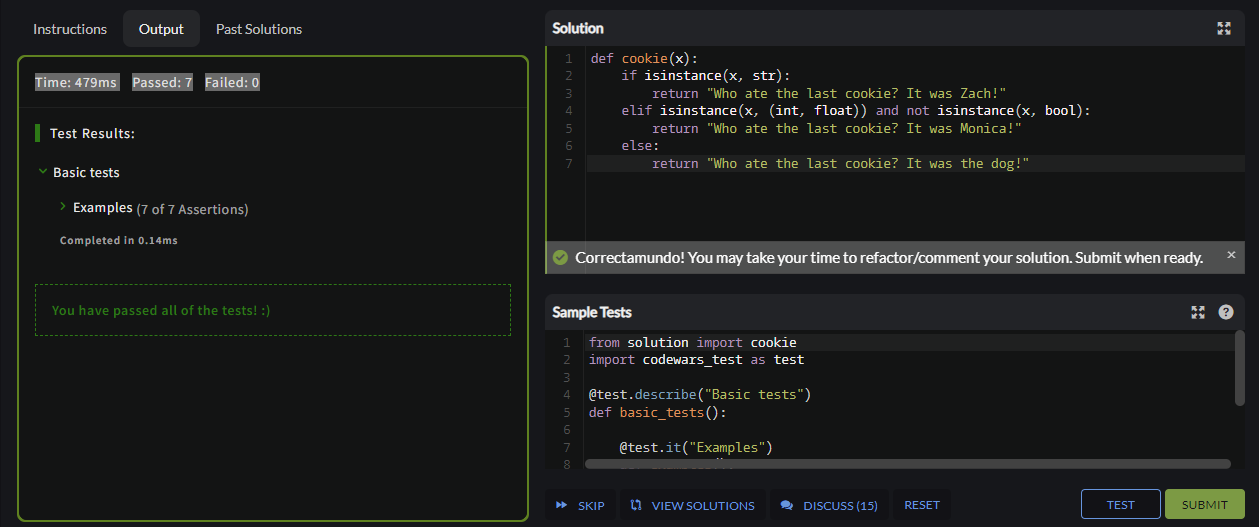 Instructions
Output
Past Solutions
Time: 479ms Passed: 7 Failed: 0
Test Results:
Basic tests
Examples (7 of 7 Assertions)
Completed in 0.14ms
You have passed all of the tests! :)
Solution
1 def cookie(x):
2     if isinstance(x, str):
3         return "Who ate the last cookie? It was Zach!"
4     elif isinstance(x, (int, float)) and not isinstance(x, bool):
5         return "Who ate the last cookie? It was Monica!"
6     else:
7         return "Who ate the last cookie? It was the dog!"
Correctamundo! You may take your time to refactor/comment your solution. Submit when ready.
Sample Tests
1 from solution import cookie
2 import codewars_test as test
3
4 @test.describe("Basic tests")
5 def basic_tests():
6
7     @test.it("Examples")
8
SKIP
VIEW SOLUTIONS
DISCUSS (15)
RESET
TEST
SUBMIT